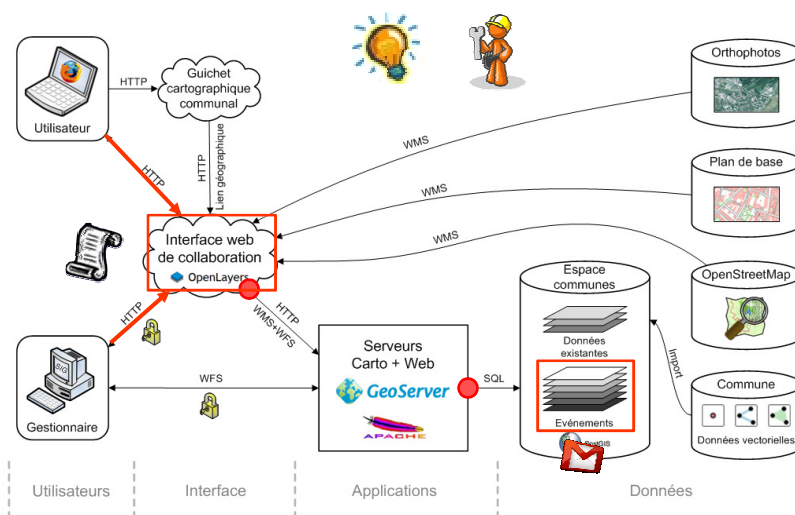 Orthophotos
HTTP
Guichet
cartographique
communal
Utilisateur
WMS
HTTP
HTTP
Lien géographique
Plan de base
WMS
Interface web
de collaboration
OpenLayers
WMS
Espace
communes
OpenStreetMap
HTTP
HTTP
WMS+WFS
Données
existantes
Serveurs
Carto + Web
SIG
WFS
GeoServer
SQL
Import
Commune
Gestionnaire
APACHE
Evénements
PostGIS
Données vectorielles
Utilisateurs
Interface
Applications
Données